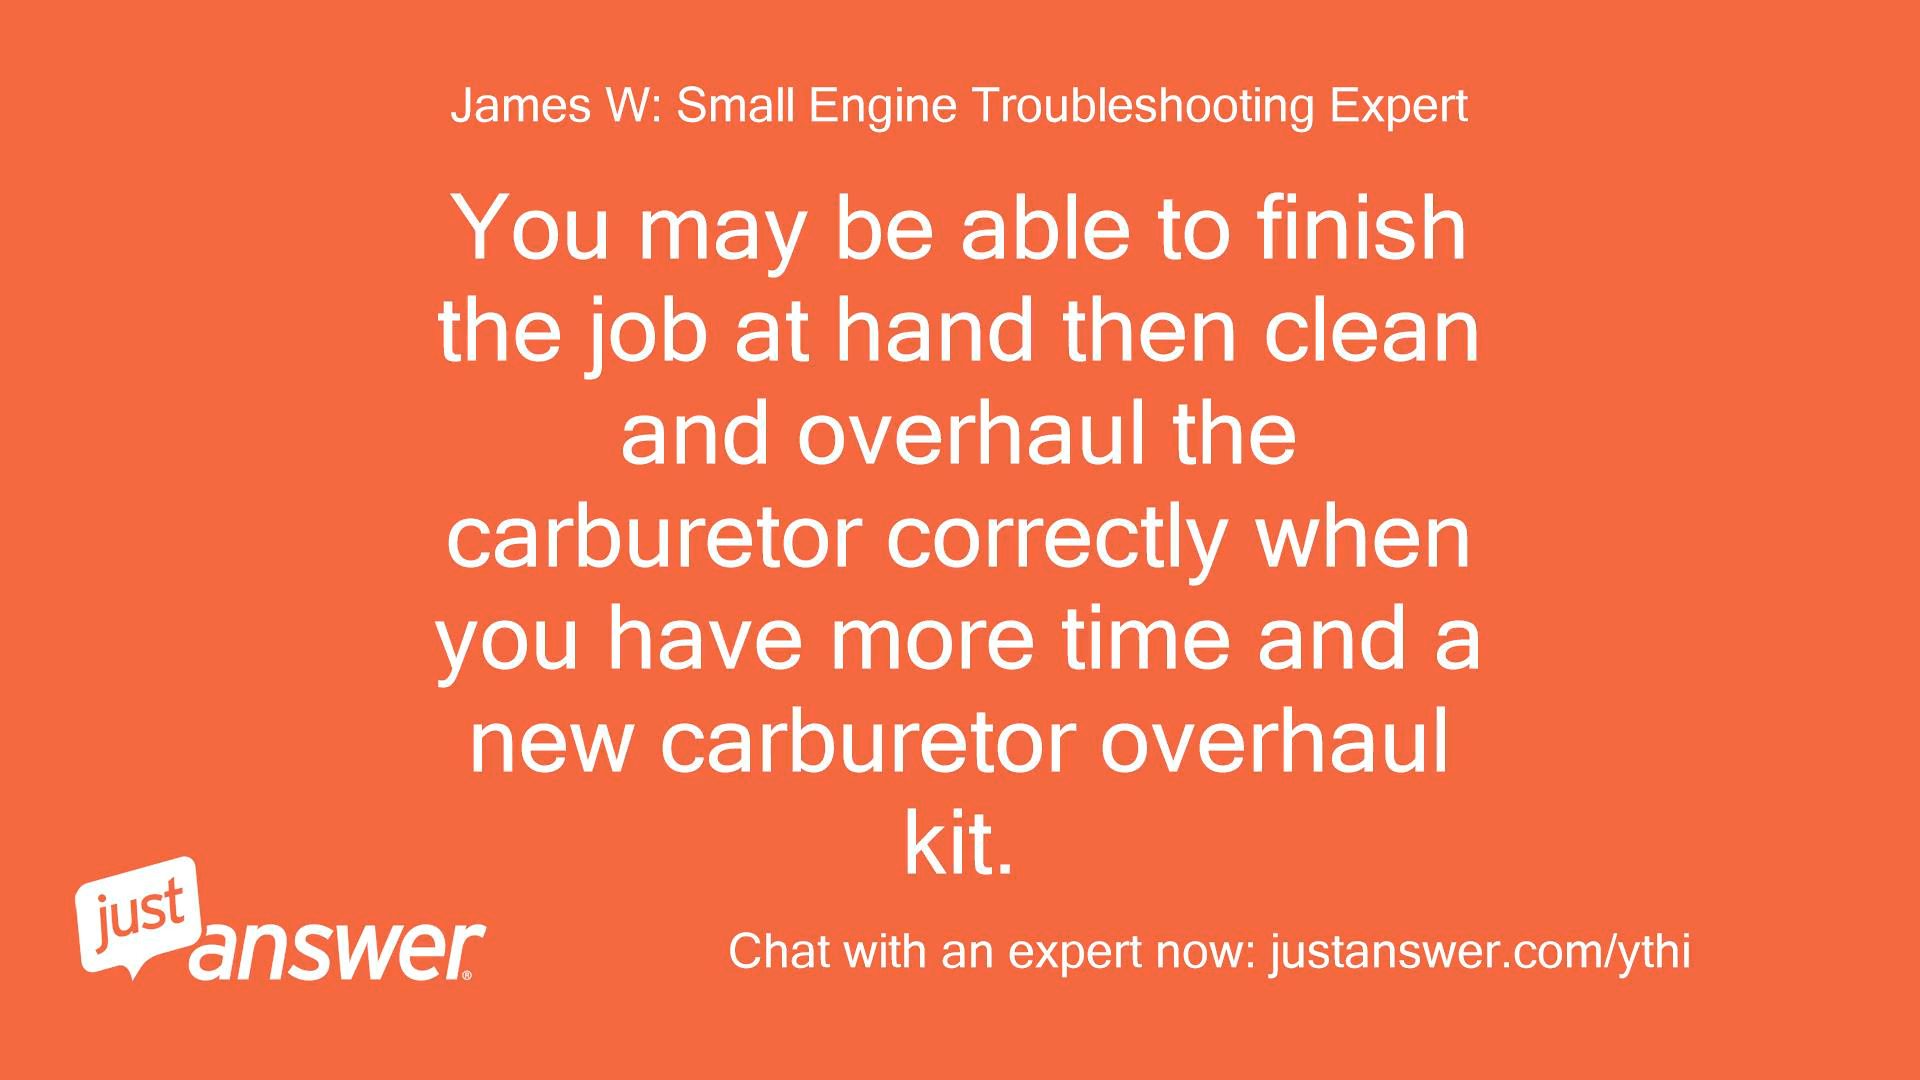 James W: Small Engine Troubleshooting Expert
You may be able to finish
the job at hand then clean
and overhaul the
carburetor correctly when
you have more time and a
new carburetor overhaul
kit.
just
answer®
Chat with an expert now: justanswer.com/ythi